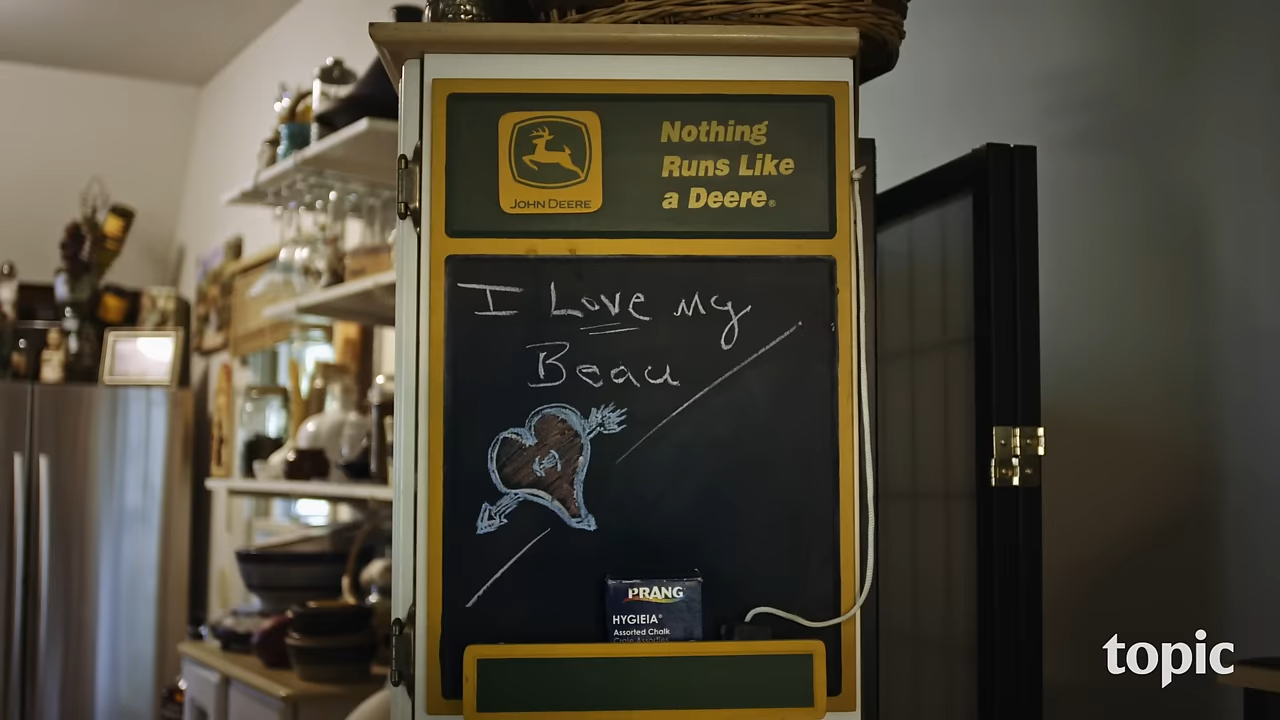 Nothing
Runs Like
a Deere®
JOHN DEERE
I Love my
Beau
PRANG
HYGIEIA®
Assorted Chalk
topic